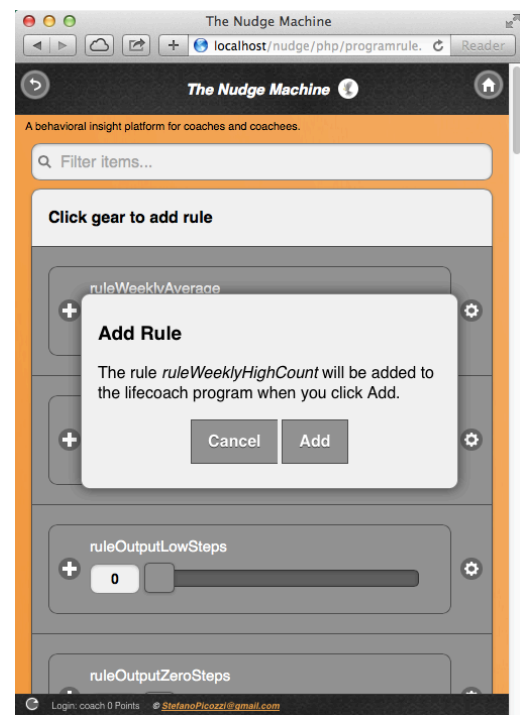 The Nudge Machine
localhost/nudge/php/programrule.
Reader
The Nudge Machine
A behavioral insight platform for coaches and coachees.
Filter items...
Click gear to add rule
ruleWeeklyAverage
Add Rule
The rule ruleWeeklyHighCount will be added to
the lifecoach program when you click Add.
Cancel Add
ruleOutputLowSteps
0
ruleOutputZeroSteps
Login: coach 0 Points © StefanoPicozzi@gmail.com